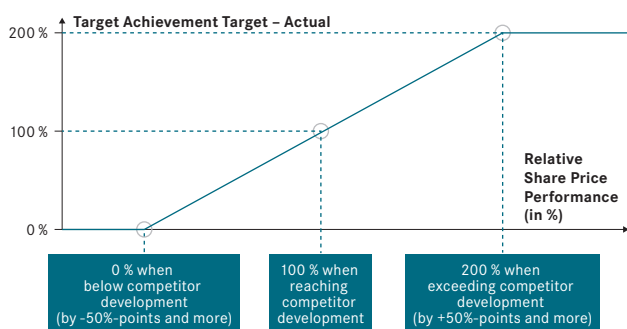 Target Achievement Target – Actual
200 %
100 %
Relative
Share Price
Performance
(in %)
0 %
0 % when
below competitor
development
(by -50%-points and more)
100 % when
reaching
competitor
development
200 % when
exceeding competitor
development
(by +50%-points and more)